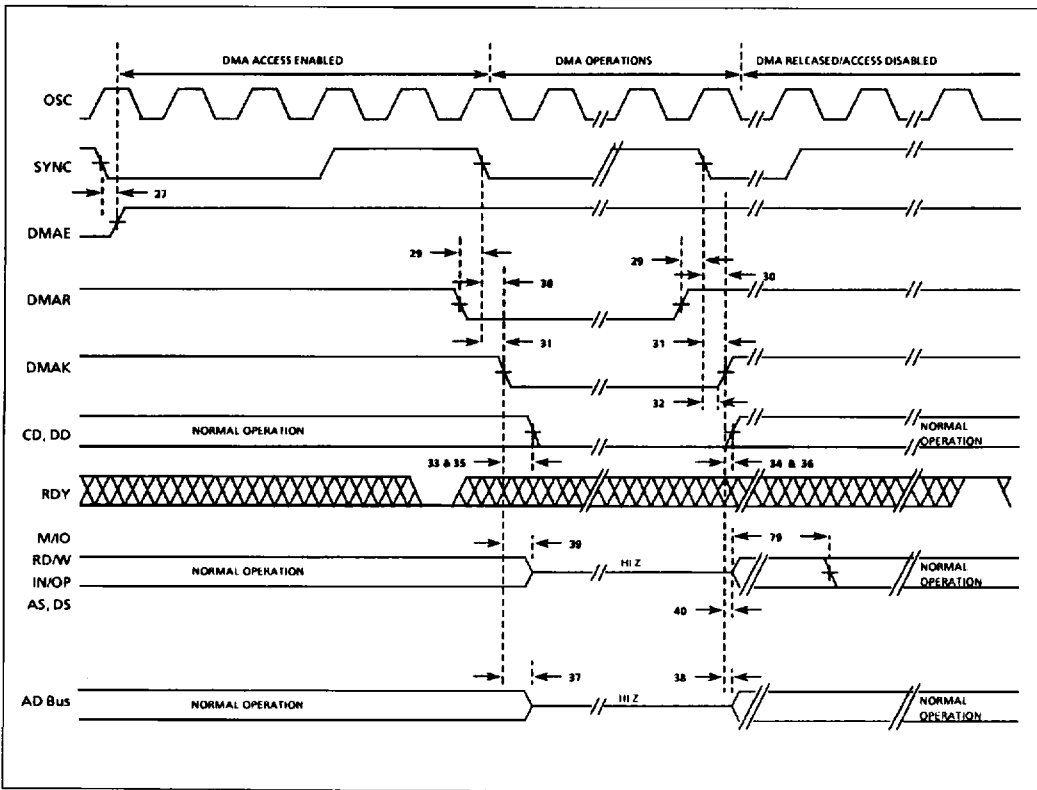 DMA ACCESS ENABLED DMA OPERATIONS DMA RELEASED/ACCESS DISABLED
OSC
SYNC
27
DMAE
29 29
30 30
DMAR
31 31
DMAK
32
CD, DD NORMAL OPERATION NORMAL OPERATION
33 & 35 34 & 36
RDY
M/IO
39 79
RD/W
NORMAL OPERATION HI Z NORMAL OPERATION
IN/OP
AS, DS
40
37 38
AD Bus NORMAL OPERATION HI Z NORMAL OPERATION